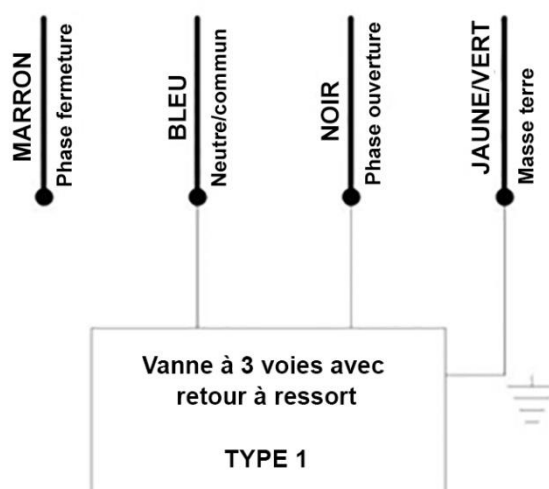 MARRON
Phase fermeture
BLEU
Neutre/commun
NOIR
Phase ouverture
JAUNE/VERT
Masse terre
Vanne à 3 voies avec
retour à ressort
TYPE 1